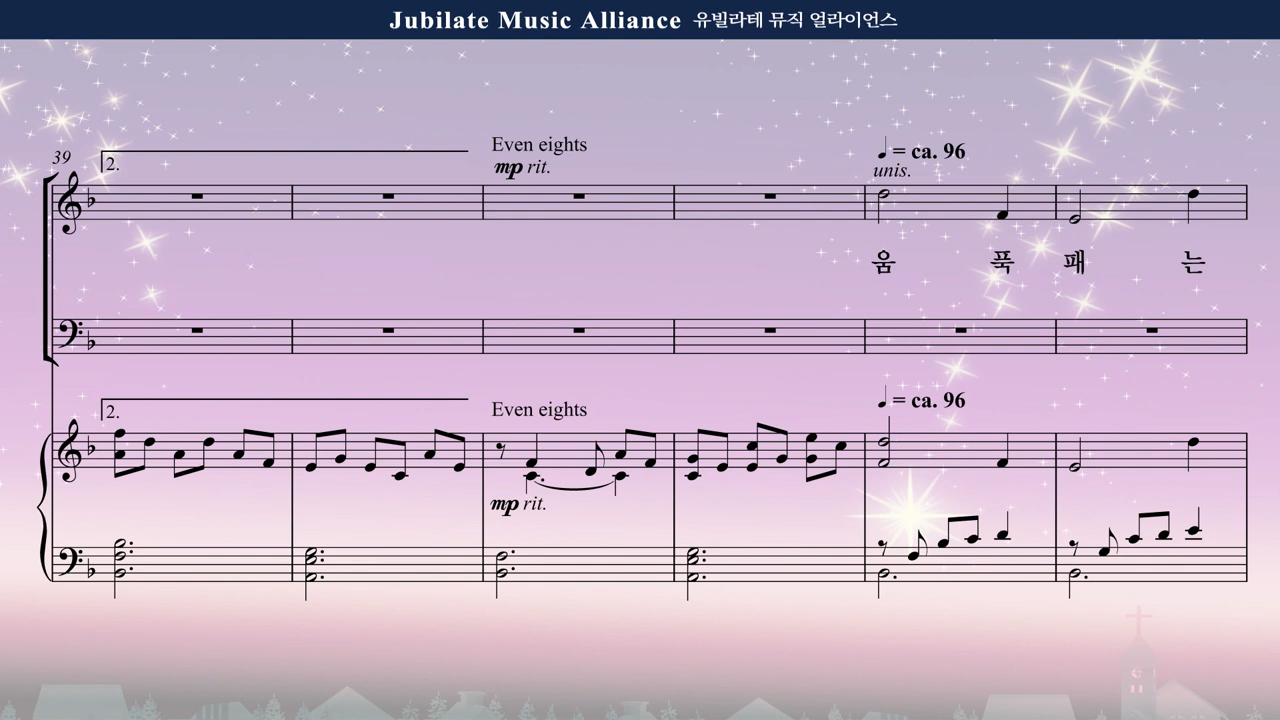 Jubilate Music Alliance 유빌라테 뮤직 얼라이언스
39
2.
Even eights
mp rit.
♩ = ca. 96
unis.
움 푹 패 는
2.
Even eights
♩ = ca. 96
mp rit.